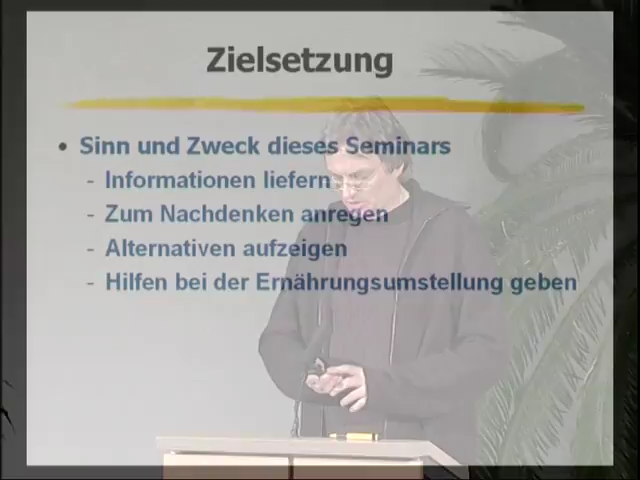 Zielsetzung
• Sinn und Zweck dieses Seminars
- Informationen liefern
- Zum Nachdenken anregen
- Alternativen aufzeigen
- Hilfen bei der Ernährungsumstellung geben